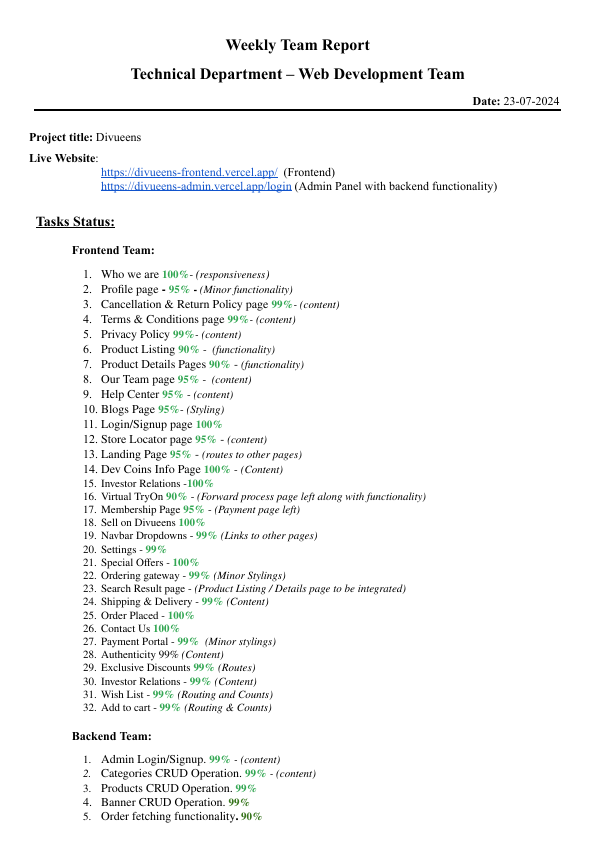 Weekly Team Report
Technical Department – Web Development Team
Date: 23-07-2024
Project title: Divueens
Live Website:
https://divueens-frontend.vercel.app/ (Frontend)
https://divueens-admin.vercel.app/login (Admin Panel with backend functionality)
Tasks Status:
Frontend Team:
1. Who we are 100%- (responsiveness)
2. Profile page - 95% - (Minor functionality)
3. Cancellation & Return Policy page 99%- (content)
4. Terms & Conditions page 99%- (content)
5. Privacy Policy 99%- (content)
6. Product Listing 90% - (functionality)
7. Product Details Pages 90% - (functionality)
8. Our Team page 95% - (content)
9. Help Center 95% - (content)
10. Blogs Page 95%- (Styling)
11. Login/Signup page 100%
12. Store Locator page 95% - (content)
13. Landing Page 95% - (routes to other pages)
14. Dev Coins Info Page 100% - (Content)
15. Investor Relations -100%
16. Virtual TryOn 90% - (Forward process page left along with functionality)
17. Membership Page 95% - (Payment page left)
18. Sell on Divueens 100%
19. Navbar Dropdowns - 99% (Links to other pages)
20. Settings - 99%
21. Special Offers - 100%
22. Ordering gateway - 99% (Minor Stylings)
23. Search Result page - (Product Listing / Details page to be integrated)
24. Shipping & Delivery - 99% (Content)
25. Order Placed - 100%
26. Contact Us 100%
27. Payment Portal - 99% (Minor stylings)
28. Authenticity 99% (Content)
29. Exclusive Discounts 99% (Routes)
30. Investor Relations - 99% (Content)
31. Wish List - 99% (Routing and Counts)
32. Add to cart - 99% (Routing & Counts)
Backend Team:
1. Admin Login/Signup. 99% - (content)
2. Categories CRUD Operation. 99% - (content)
3. Products CRUD Operation. 99%
4. Banner CRUD Operation. 99%
5. Order fetching functionality. 90%